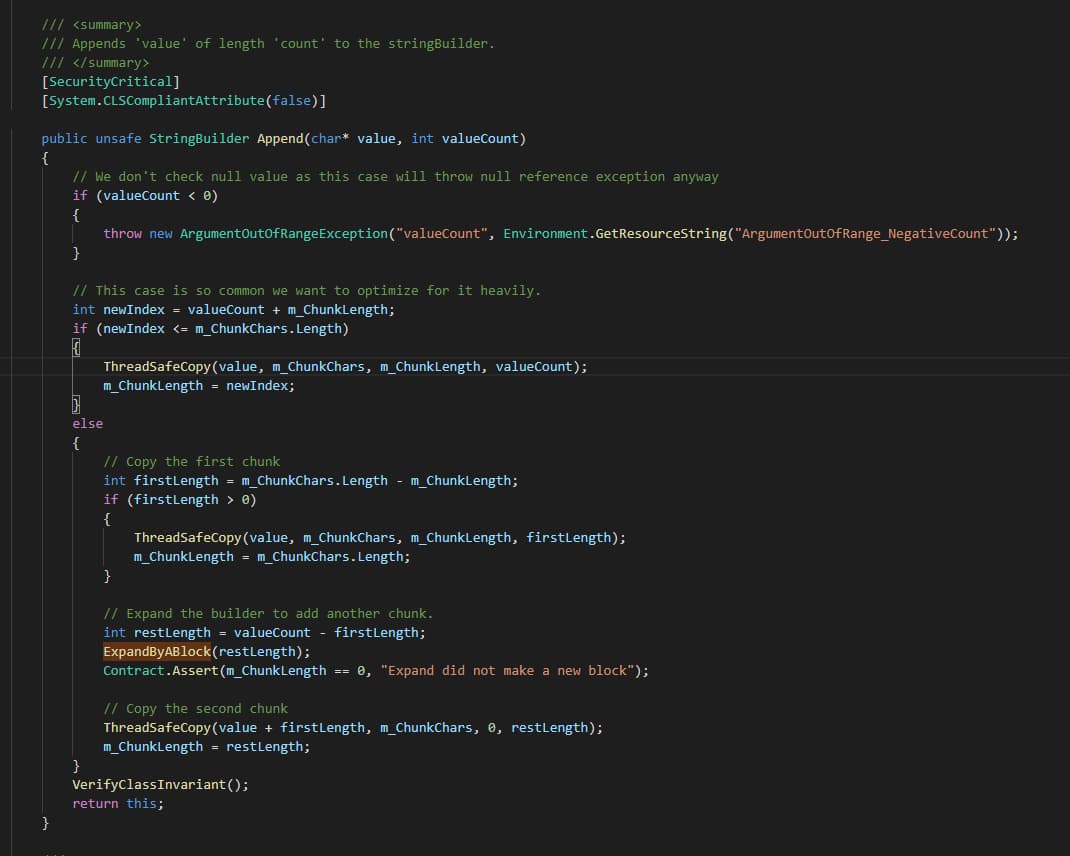 /// <summary>
/// Appends 'value' of length 'count' to the stringBuilder.
/// </summary>
[SecurityCritical]
[System.CLSCompliantAttribute(false)]
public unsafe StringBuilder Append(char* value, int valueCount)
{
// We don't check null value as this case will throw null reference exception anyway
if (valueCount < 0)
{
throw new ArgumentOutOfRangeException("valueCount", Environment.GetResourceString("ArgumentOutOfRange_NegativeCount"));
}
// This case is so common we want to optimize for it heavily.
int newIndex = valueCount + m_ChunkLength;
if (newIndex <= m_ChunkChars.Length)
{
ThreadSafeCopy(value, m_ChunkChars, m_ChunkLength, valueCount);
m_ChunkLength = newIndex;
}
else
{
// Copy the first chunk
int firstLength = m_ChunkChars.Length - m_ChunkLength;
if (firstLength > 0)
{
ThreadSafeCopy(value, m_ChunkChars, m_ChunkLength, firstLength);
m_ChunkLength = m_ChunkChars.Length;
}
// Expand the builder to add another chunk.
int restLength = valueCount - firstLength;
ExpandByABlock(restLength);
Contract.Assert(m_ChunkLength == 0, "Expand did not make a new block");
// Copy the second chunk
ThreadSafeCopy(value + firstLength, m_ChunkChars, 0, restLength);
m_ChunkLength = restLength;
}
VerifyClassInvariant();
return this;
}